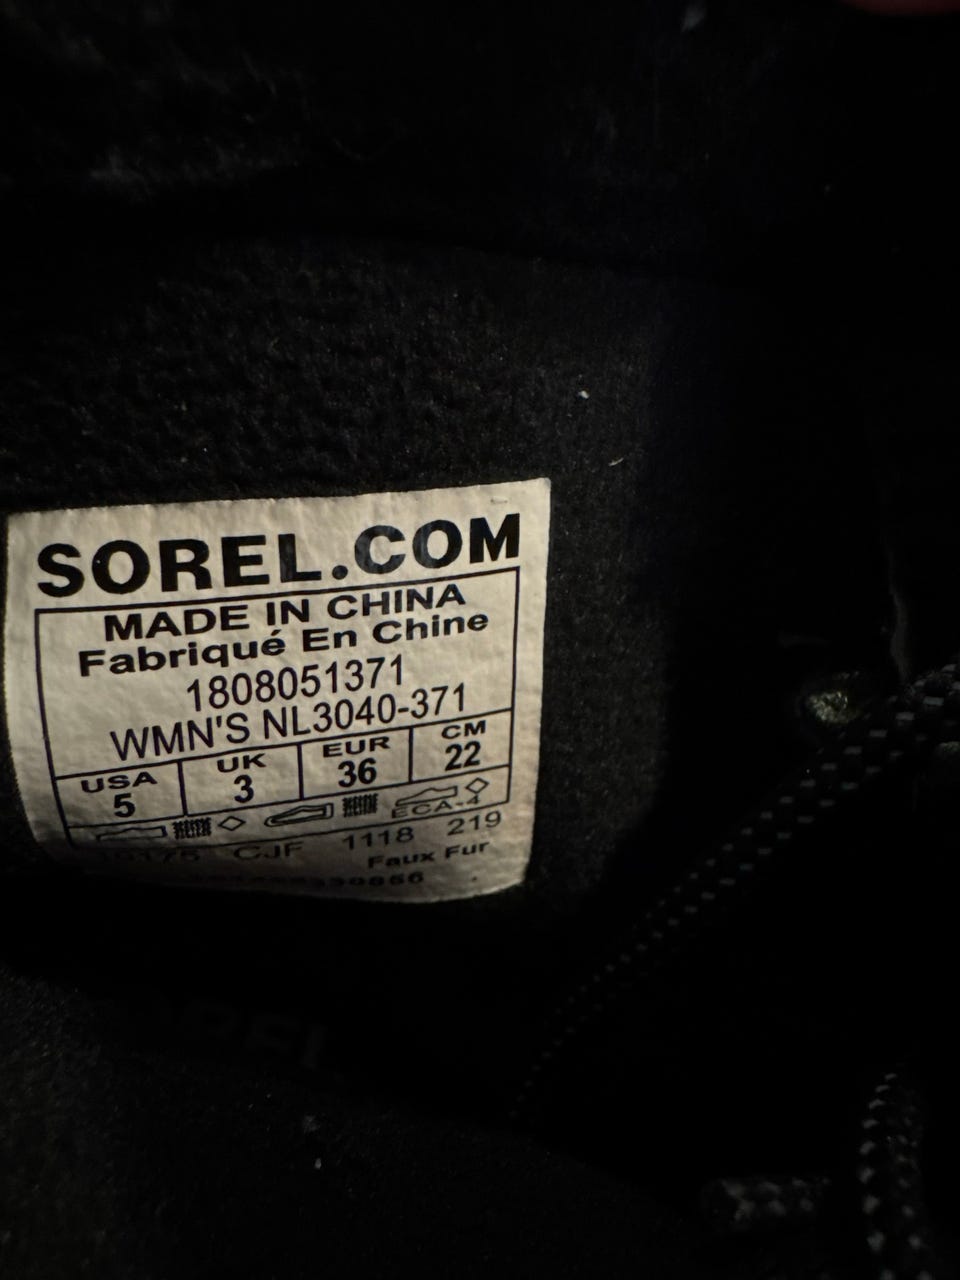 SOREL.COM
MADE IN CHINA
Fabriqué En Chine
1808051371
WMN'S NL3040-371
USA UK EUR CM
5 3 36 22
ECA-4
CJF 1118 219
Faux Fur